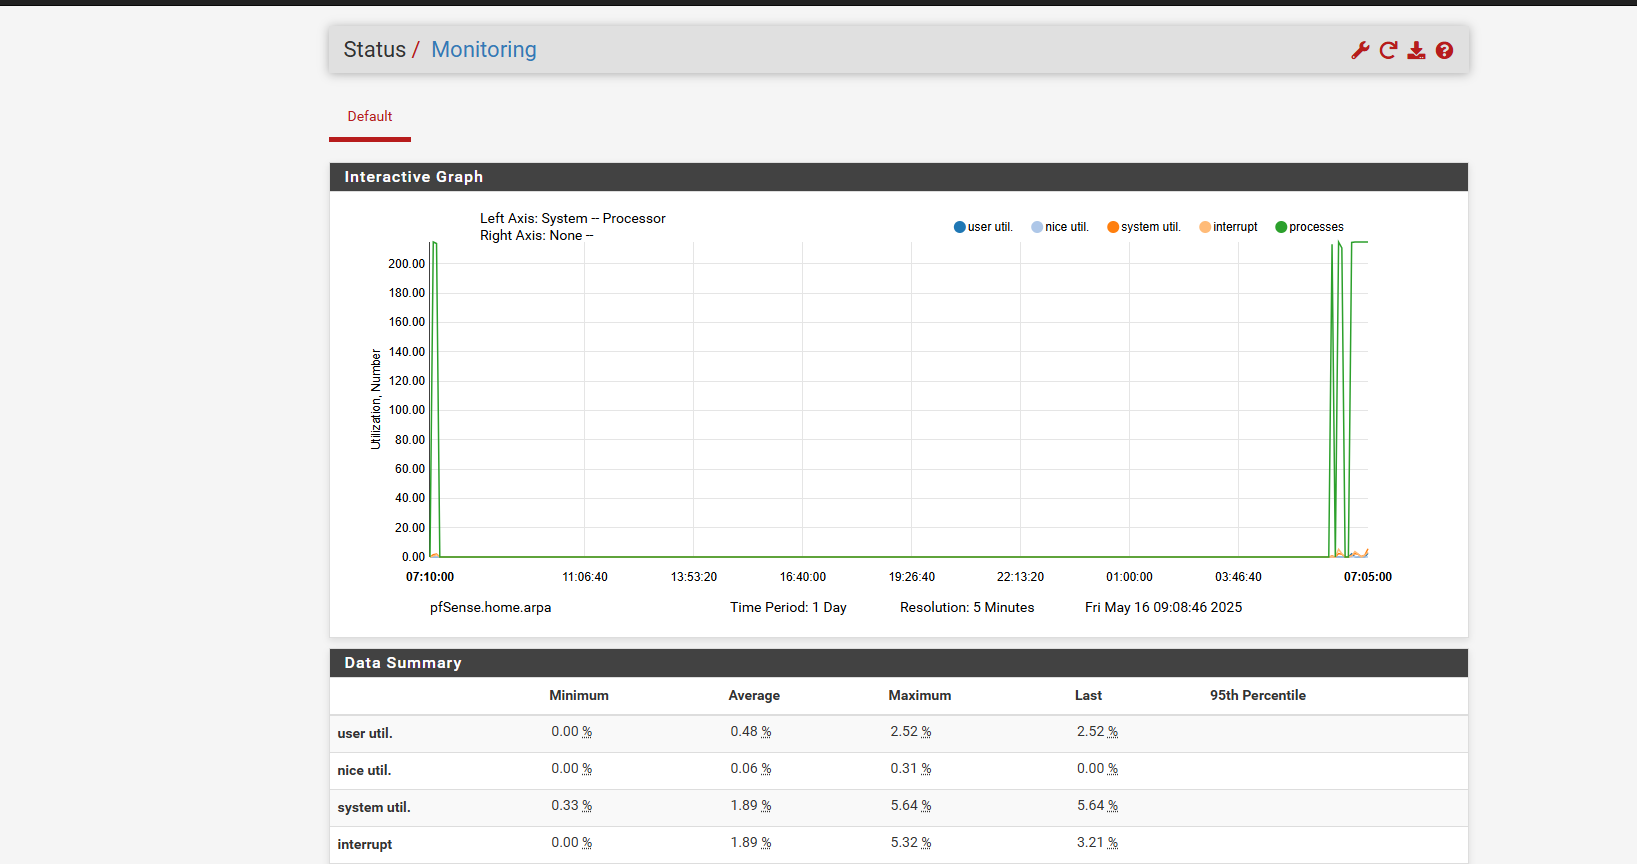 Status / Monitoring
Default
Interactive Graph
Left Axis: System -- Processor
Right Axis: None --
user util. nice util. system util. interrupt processes
Utilization, Number
200.00
180.00
160.00
140.00
120.00
100.00
80.00
60.00
40.00
20.00
0.00
07:10:00 11:06:40 13:53:20 16:40:00 19:26:40 22:13:20 01:00:00 03:46:40 07:05:00
pfSense.home.arpa Time Period: 1 Day Resolution: 5 Minutes Fri May 16 09:08:46 2025
Data Summary
Minimum Average Maximum Last 95th Percentile
user util. 0.00 % 0.48 % 2.52 % 2.52 %
nice util. 0.00 % 0.06 % 0.31 % 0.00 %
system util. 0.33 % 1.89 % 5.64 % 5.64 %
interrupt 0.00 % 1.89 % 5.32 % 3.21 %